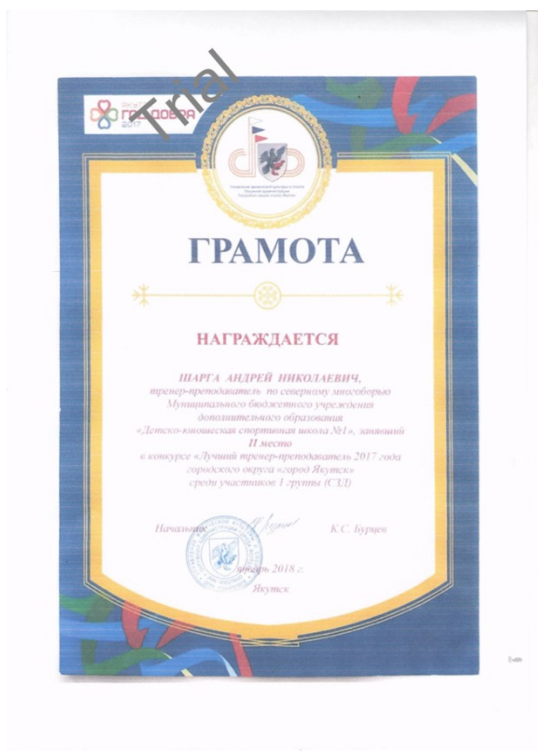 Trial
ГОД ДОБРА
2017
ГРАМОТА
НАГРАЖДАЕТСЯ
ШАРГА АНДРЕЙ НИКОЛАЕВИЧ,
тренер-преподаватель по северному многоборью
Муниципального бюджетного учреждения
дополнительного образования
«Детско-юношеская спортивная школа №1», занявший
II место
в конкурсе «Лучший тренер-преподаватель 2017 года
городского округа «город Якутск»
среди участников 1 группы (СЗД)
Начальник К.С. Бурцев
январь 2018 г.
Якутск